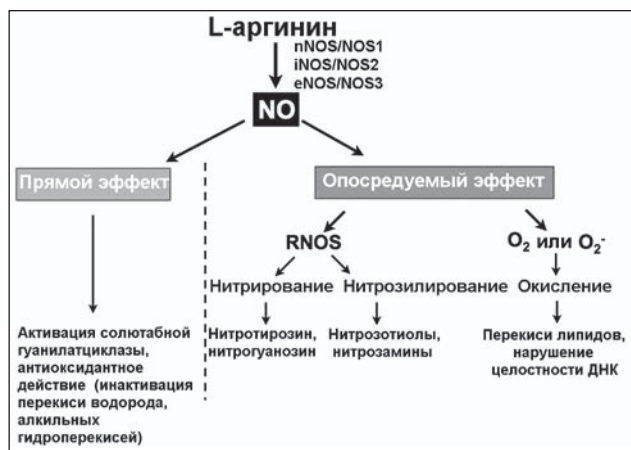 L-аргинин
nNOS/NOS1
iNOS/NOS2
eNOS/NOS3
NO
Прямой эффект
Опосредуемый эффект
RNOS
O₂ или O₂⁻
Нитрирование
Нитрозилирование
Окисление
Активация солютабной
гуанилатциклазы,
антиоксидантное
действие (инактивация
перекиси водорода,
алкильных
гидроперекисей)
Нитротирозин,
нитрогуанозин
Нитрозотиолы,
нитрозамины
Перекиси липидов,
нарушение
целостности ДНК